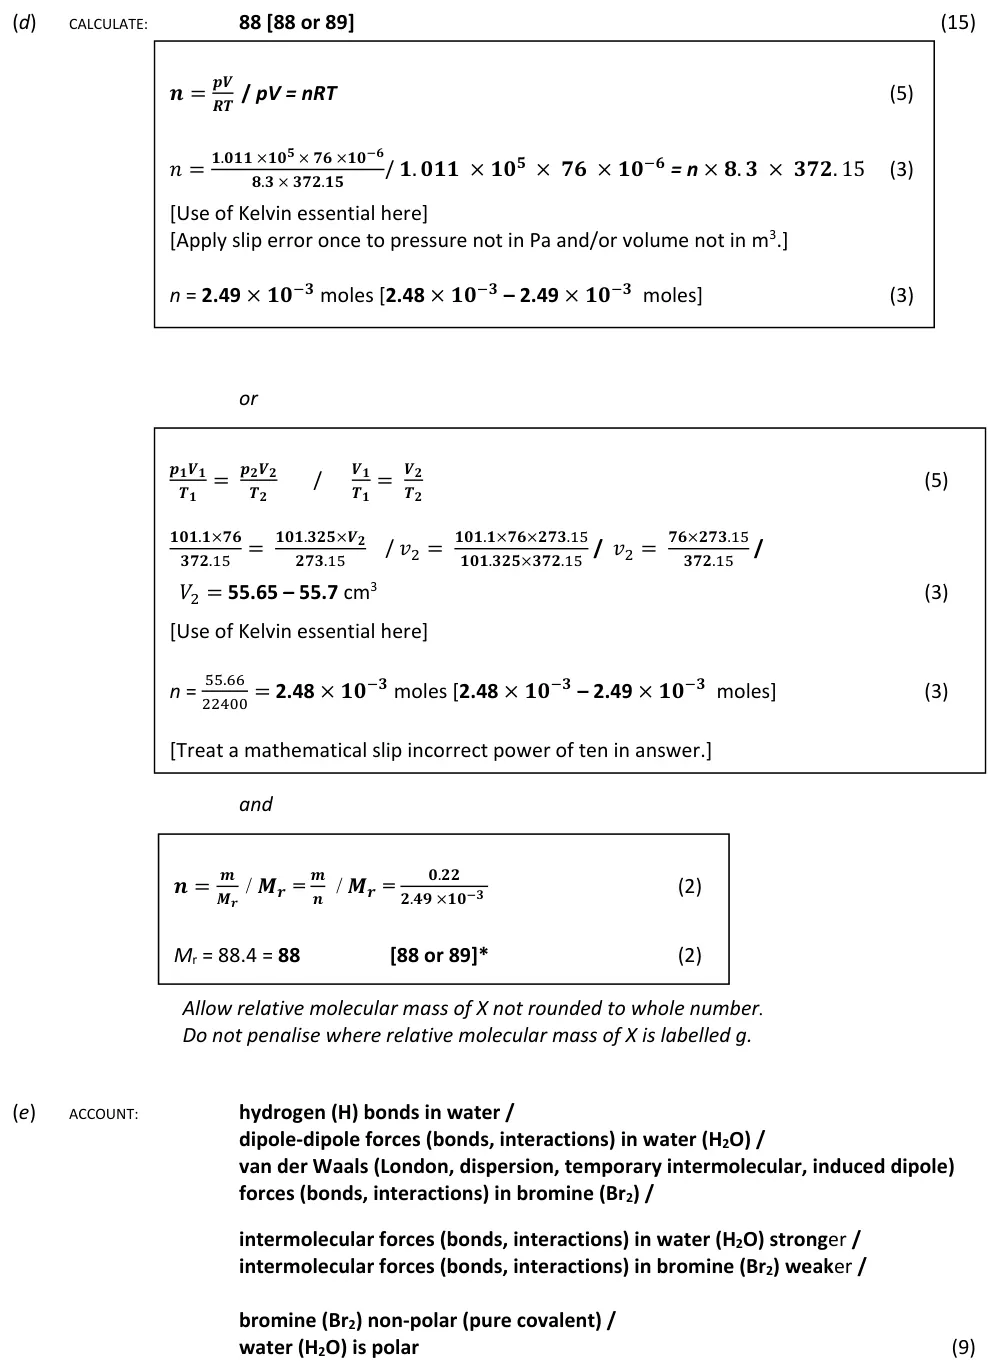 (d) CALCULATE: 88 [88 or 89] (15)
n = pV/RT / pV = nRT (5)
n = 1.011 ×10⁵ × 76 ×10⁻⁶/8.3 × 372.15 / 1.011 × 10⁵ × 76 × 10⁻⁶ = n × 8.3 × 372.15 (3)
[Use of Kelvin essential here]
[Apply slip error once to pressure not in Pa and/or volume not in m³.]
n = 2.49 × 10⁻³ moles [2.48 × 10⁻³ – 2.49 × 10⁻³ moles] (3)
or
p₁V₁/T₁ = p₂V₂/T₂ / V₁/T₁ = V₂/T₂ (5)
101.1×76/372.15 = 101.325×V₂/273.15 / v₂ = 101.1×76×273.15/101.325×372.15 / v₂ = 76×273.15/372.15 /
V₂ = 55.65 – 55.7 cm³ (3)
[Use of Kelvin essential here]
n = 55.66/22400 = 2.48 × 10⁻³ moles [2.48 × 10⁻³ – 2.49 × 10⁻³ moles] (3)
[Treat a mathematical slip incorrect power of ten in answer.]
and
n = m/Mᵣ / Mᵣ = m/n / Mᵣ = 0.22/2.49 ×10⁻³ (2)
Mᵣ = 88.4 = 88 [88 or 89]* (2)
Allow relative molecular mass of X not rounded to whole number.
Do not penalise where relative molecular mass of X is labelled g.
(e) ACCOUNT: hydrogen (H) bonds in water /
dipole-dipole forces (bonds, interactions) in water (H₂O) /
van der Waals (London, dispersion, temporary intermolecular, induced dipole)
forces (bonds, interactions) in bromine (Br₂) /
intermolecular forces (bonds, interactions) in water (H₂O) stronger /
intermolecular forces (bonds, interactions) in bromine (Br₂) weaker /
bromine (Br₂) non-polar (pure covalent) /
water (H₂O) is polar (9)